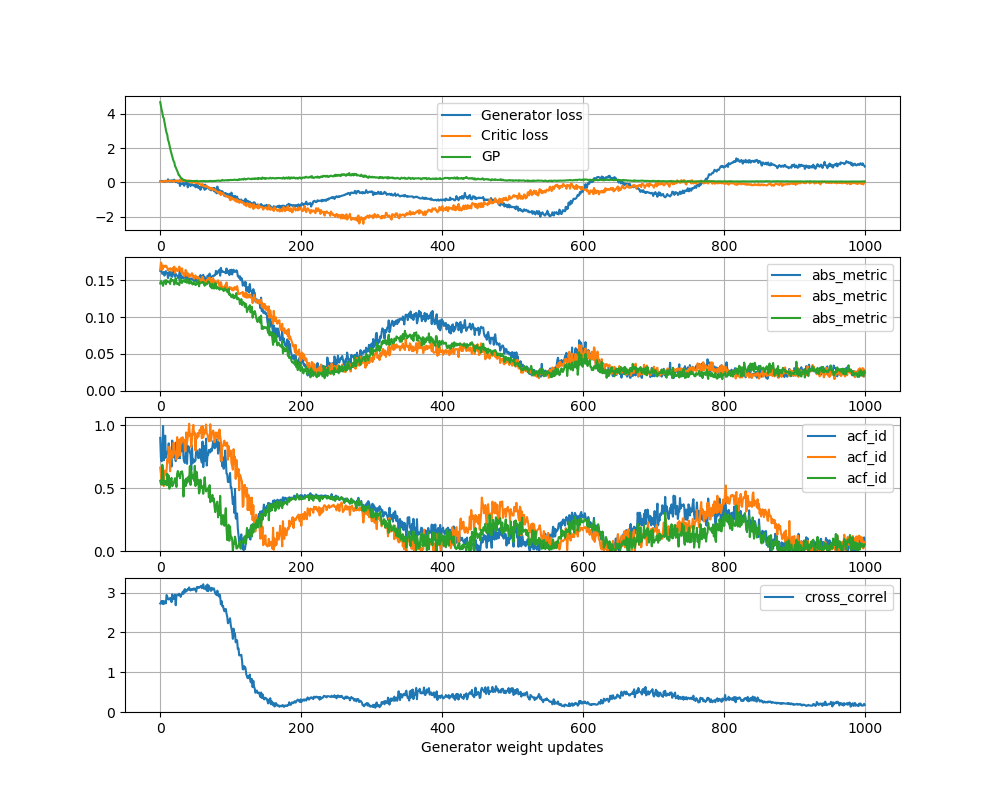 4
2
0
−2
Generator loss
Critic loss
GP
0 200 400 600 800 1000
0.15
0.10
0.05
0.00
abs_metric
abs_metric
abs_metric
0 200 400 600 800 1000
1.0
0.5
0.0
acf_id
acf_id
acf_id
0 200 400 600 800 1000
3
2
1
0
cross_correl
0 200 400 600 800 1000
Generator weight updates